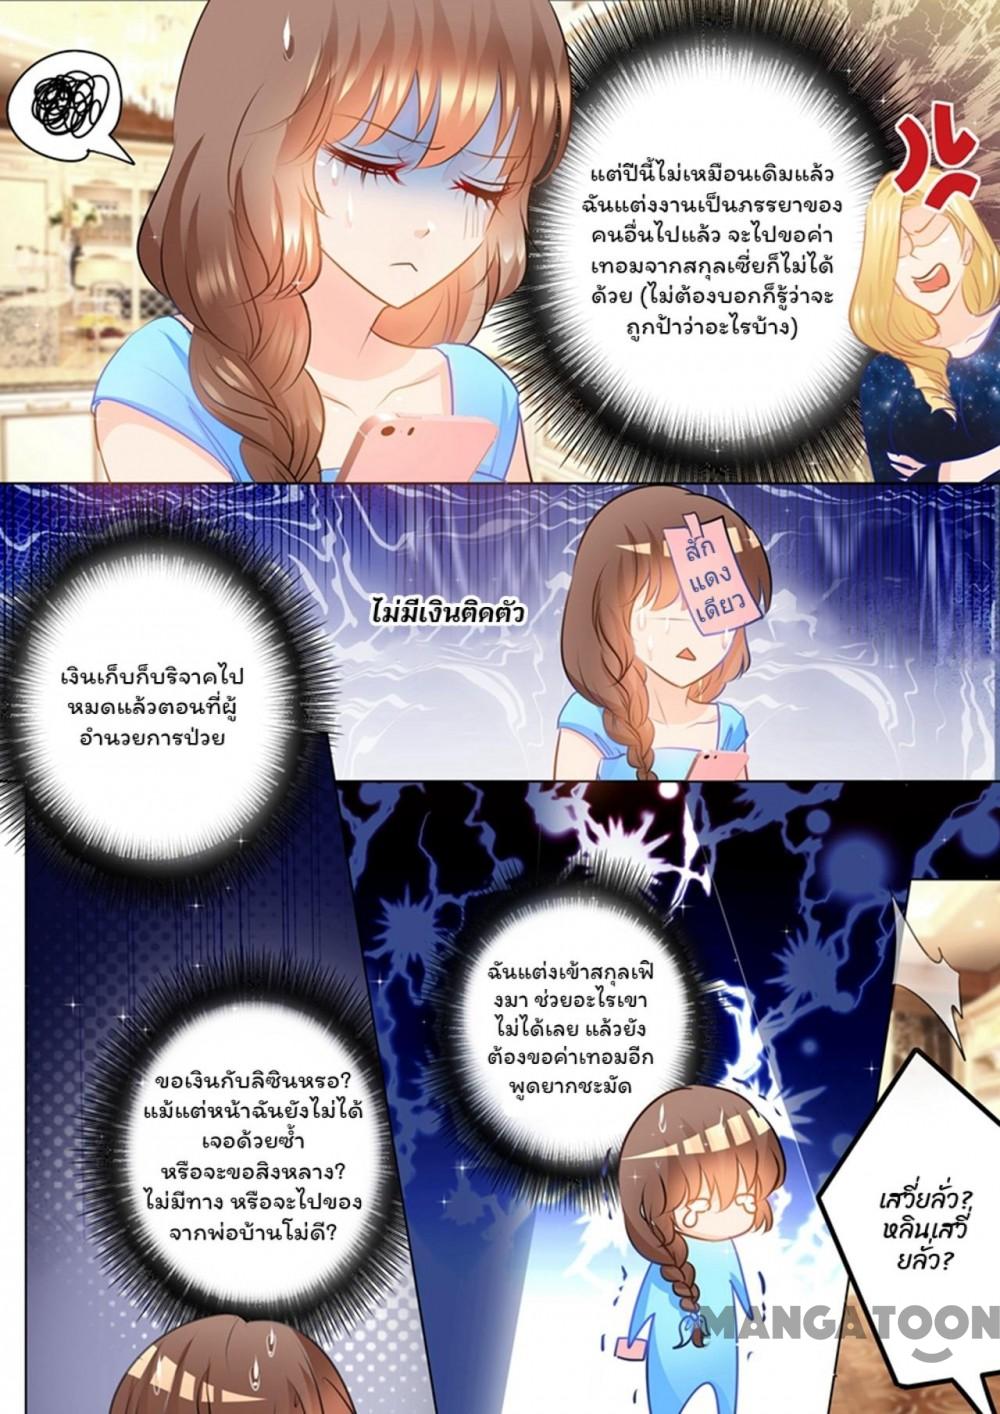 แต่ปีนี้ไม่เหมือนเดิมแล้ว
ฉันแต่งงานเป็นภรรยาของ
คนอื่นไปแล้ว จะไปขอค่า
เทอมจากสกุลเซี่ยก็ไม่ได้
ด้วย (ไม่ต้องบอกก็รู้ว่าจะ
ถูกป้าว่าอะไรบ้าง)
สัก
แดง
เดียว
ไม่มีเงินติดตัว
เงินเก็บก็บริจาคไป
หมดแล้วตอนที่ผู้
อำนวยการป่วย
ฉันแต่งเข้าสกุลเฟิ
งมา ช่วยอะไรเขา
ไม่ได้เลย แล้วยัง
ต้องขอค่าเทอมอีก
พูดยากชะมัด
ขอเงินกับลิซินหรอ?
แม้แต่หน้าฉันยังไม่ได้
เจอด้วยซ้ำ
หรือจะขอสิงหลาง?
ไม่มีทาง หรือจะไปของ
จากพ่อบ้านโม่ดี?
เสวี่ยลั่ว?
หลินเสวี่
ยลั่ว?
MANGATOON